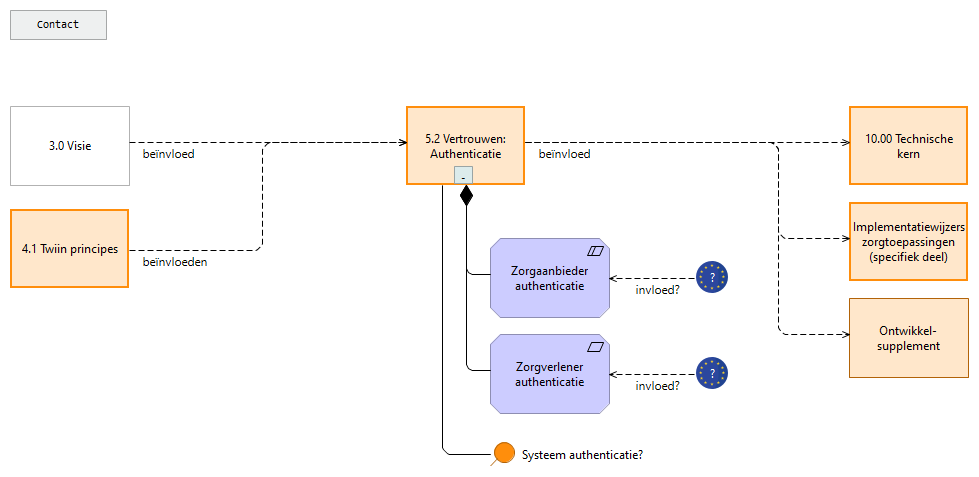 Contact
3.0 Visie
beïnvloed
4.1 Twiin principes
beïnvloeden
5.2 Vertrouwen:
Authenticatie
-
beïnvloed
10.00 Technische
kern
Implementatiewijzers
zorgtoepassingen
(specifiek deel)
Ontwikkel-
supplement
Zorgaanbieder
authenticatie
invloed?
?
Zorgverlener
authenticatie
invloed?
?
Systeem authenticatie?